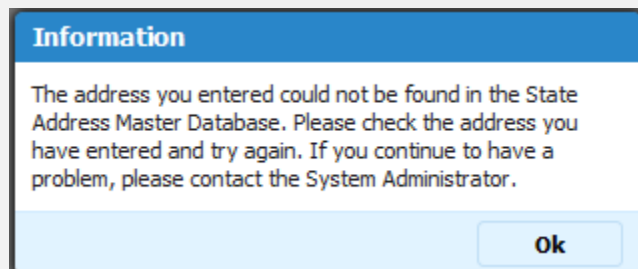 Information
The address you entered could not be found in the State
Address Master Database. Please check the address you
have entered and try again. If you continue to have a
problem, please contact the System Administrator.
Ok